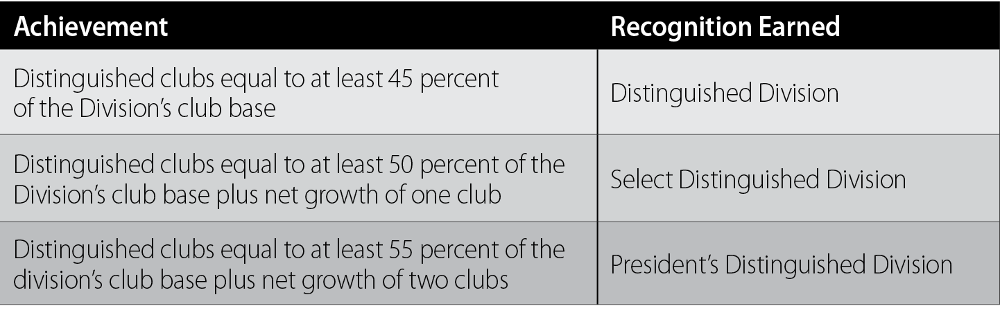 Achievement
Recognition Earned
Distinguished clubs equal to at least 45 percent
of the Division’s club base
Distinguished Division
Distinguished clubs equal to at least 50 percent of the
Division’s club base plus net growth of one club
Select Distinguished Division
Distinguished clubs equal to at least 55 percent of the
division’s club base plus net growth of two clubs
President’s Distinguished Division